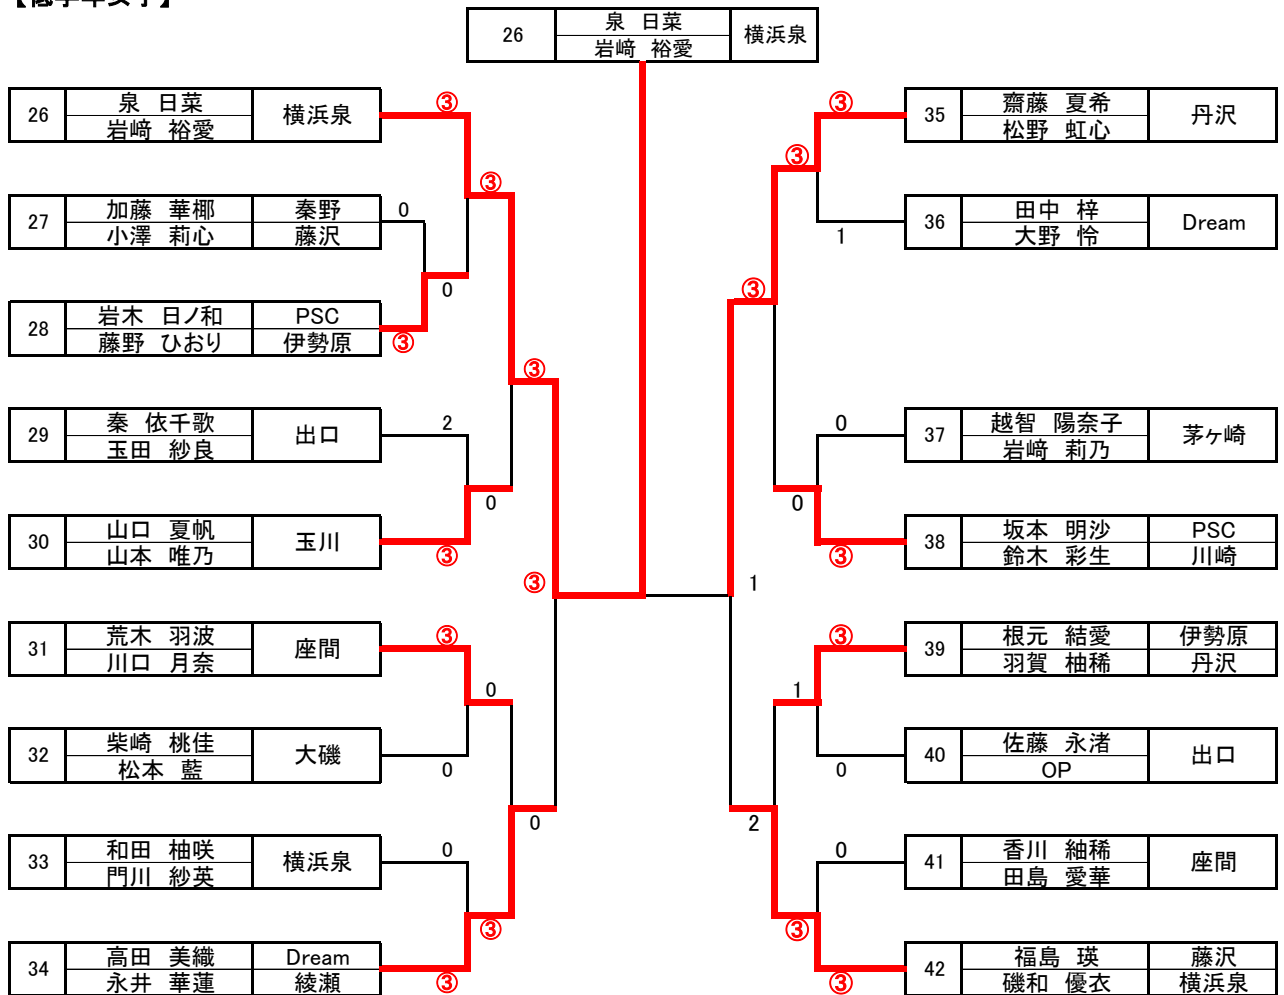 【低学年女子】
26 泉 日菜 横浜泉
岩﨑 裕愛
26 泉 日菜 横浜泉
岩﨑 裕愛
③
27 加藤 華椰 秦野
小澤 莉心 藤沢
0
③
0
28 岩木 日ノ和 PSC
藤野 ひおり 伊勢原
③
③
29 秦 依千歌 出口
玉田 紗良
2
0
30 山口 夏帆 玉川
山本 唯乃
③
③
31 荒木 羽波 座間
川口 月奈
③
0
32 柴崎 桃佳 大磯
松本 藍
0
0
33 和田 柚咲 横浜泉
門川 紗英
0
③
34 高田 美織 Dream
永井 華蓮 綾瀬
③
③
35 齋藤 夏希 丹沢
松野 虹心
③
36 田中 梓 Dream
大野 怜
1
③
0
37 越智 陽奈子 茅ヶ崎
岩﨑 莉乃
0
38 坂本 明沙 PSC
鈴木 彩生 川崎
③
1
③
39 根元 結愛 伊勢原
羽賀 柚稀 丹沢
1
40 佐藤 永渚 出口
OP
0
2
0
41 香川 紬稀 座間
田島 愛華
③
42 福島 瑛 藤沢
磯和 優衣 横浜泉
③